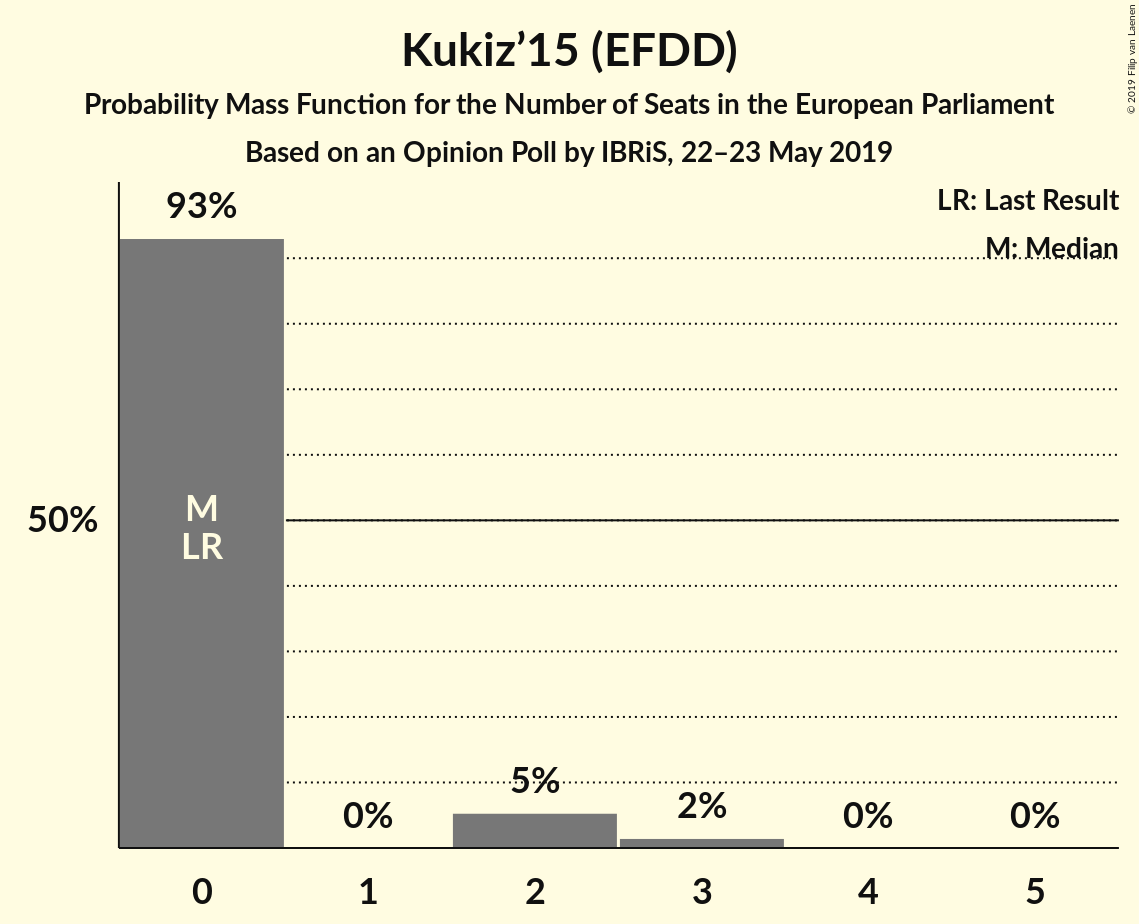 Kukiz’15 (EFDD)
Probability Mass Function for the Number of Seats in the European Parliament
Based on an Opinion Poll by IBRiS, 22–23 May 2019
© 2019 Filip van Laenen
LR: Last Result
M: Median
93%
50%
M
LR
0%
5%
2%
0%
0%
0
1
2
3
4
5